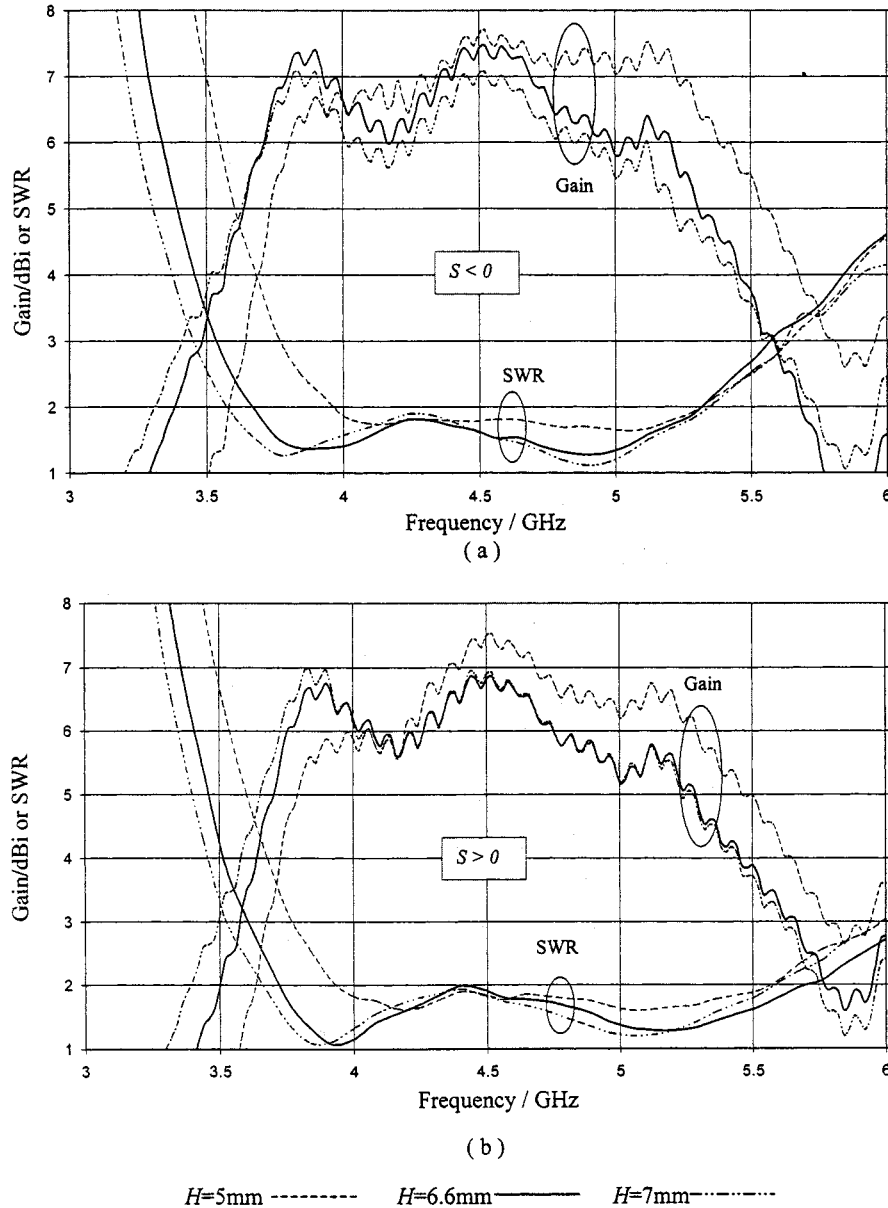 8
7
6
5
4
3
2
1
Gain/dBi or SWR
Gain
S < 0
SWR
3 3.5 4 4.5 5 5.5 6
Frequency / GHz
( a )
8
7
6
5
4
3
2
1
Gain/dBi or SWR
Gain
S > 0
SWR
3 3.5 4 4.5 5 5.5 6
Frequency / GHz
( b )
H=5mm H=6.6mm H=7mm